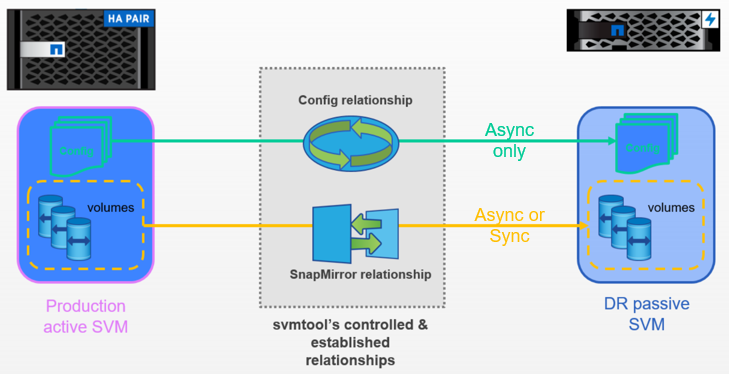 HA PAIR
Config relationship
Config
Async
only
Config
volumes
Async or
Sync
volumes
SnapMirror relationship
Production
active SVM
svmtool's controlled &
established
relationships
DR passive
SVM